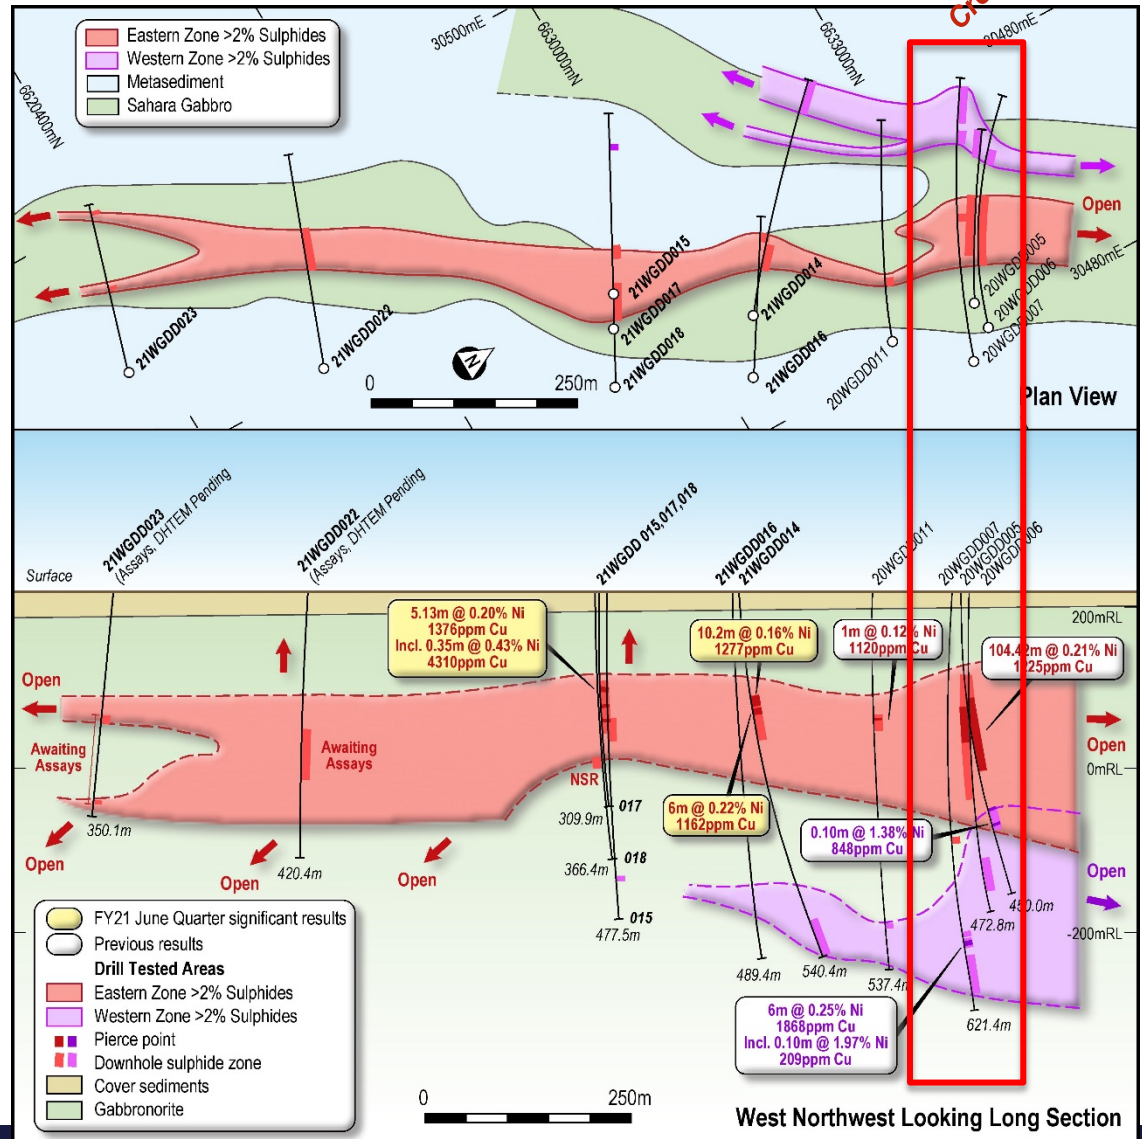 Cr
Eastern Zone >2% Sulphides
Western Zone >2% Sulphides
Metasediment
Sahara Gabbro
6620400mN
30500mE
6630000mN
6633000mN
30480mE
Open
30480mE
21WGDD023
21WGDD022
21WGDD015
21WGDD017
21WGDD018
21WGDD014
21WGDD016
20WGDD011
20WGDD005
20WGDD006
20WGDD007
N
0 250m
Plan View
21WGDD023
(Assays, DHTEM Pending
21WGDD022
(Assays, DHTEM Pending
21WGDD 015,017,018
21WGDD016
21WGDD014
20WGDD011
20WGDD007
20WGDD005
20WGDD006
Surface
200mRL
5.13m @ 0.20% Ni
1376ppm Cu
Incl. 0.35m @ 0.43% Ni
4310ppm Cu
10.2m @ 0.16% Ni
1277ppm Cu
1m @ 0.12% Ni
1120ppm Cu
104.42m @ 0.21% Ni
1225ppm Cu
Open
Open
Awaiting
Assays
Awaiting
Assays
NSR
0mRL
017
309.9m
6m @ 0.22% Ni
1162ppm Cu
0.10m @ 1.38% Ni
848ppm Cu
350.1m
Open
420.4m
Open
Open
018
366.4m
015
477.5m
Open
450.0m
472.8m
-200mRL
489.4m
540.4m
537.4m
621.4m
6m @ 0.25% Ni
1868ppm Cu
Incl. 0.10m @ 1.97% Ni
209ppm Cu
FY21 June Quarter significant results
Previous results
Drill Tested Areas
Eastern Zone >2% Sulphides
Western Zone >2% Sulphides
Pierce point
Downhole sulphide zone
Cover sediments
Gabbronorite
0 250m
West Northwest Looking Long Section